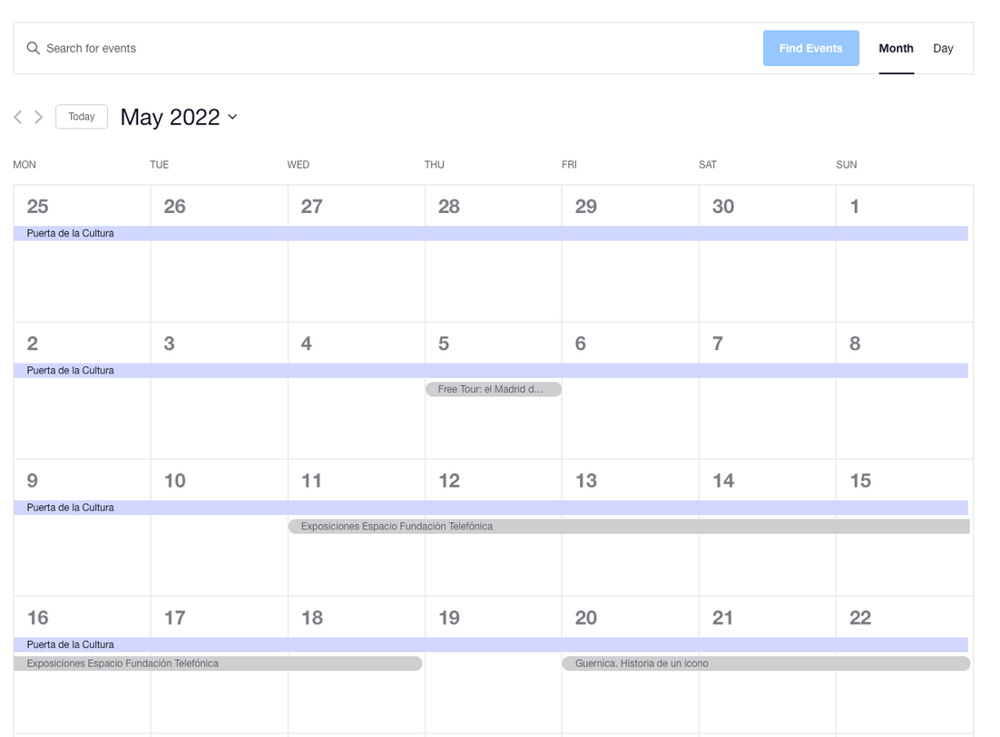 Search for events
Find Events
Month
Day
Today
May 2022
MON TUE WED THU FRI SAT SUN
25 26 27 28 29 30 1
Puerta de la Cultura
2 3 4 5 6 7 8
Puerta de la Cultura
Free Tour: el Madrid d...
9 10 11 12 13 14 15
Puerta de la Cultura
Exposiciones Espacio Fundación Telefónica
16 17 18 19 20 21 22
Puerta de la Cultura
Exposiciones Espacio Fundación Telefónica
Guernica. Historia de un icono